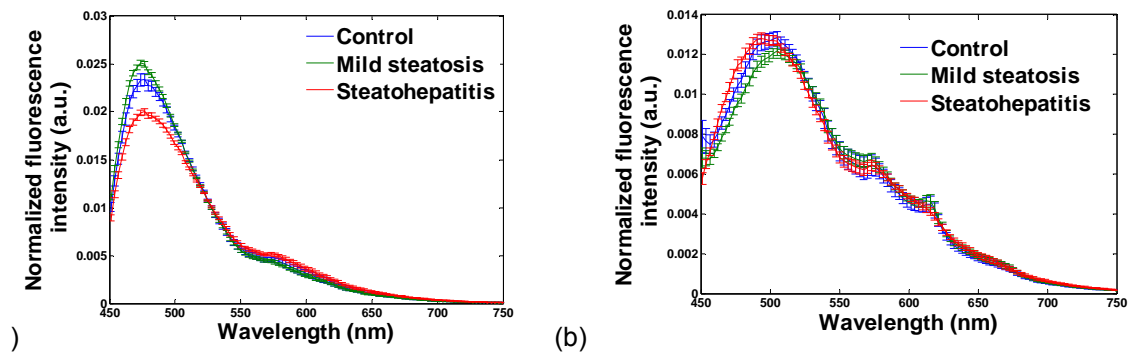 Normalized fluorescence
intensity (a.u.)
0.03
0.025
0.02
0.015
0.01
0.005
0
450 500 550 600 650 700 750
Wavelength (nm)
Control
Mild steatosis
Steatohepatitis
)
(b)
Normalized fluorescence
intensity (a.u.)
0.014
0.012
0.01
0.008
0.006
0.004
0.002
0
450 500 550 600 650 700 750
Wavelength (nm)
Control
Mild steatosis
Steatohepatitis